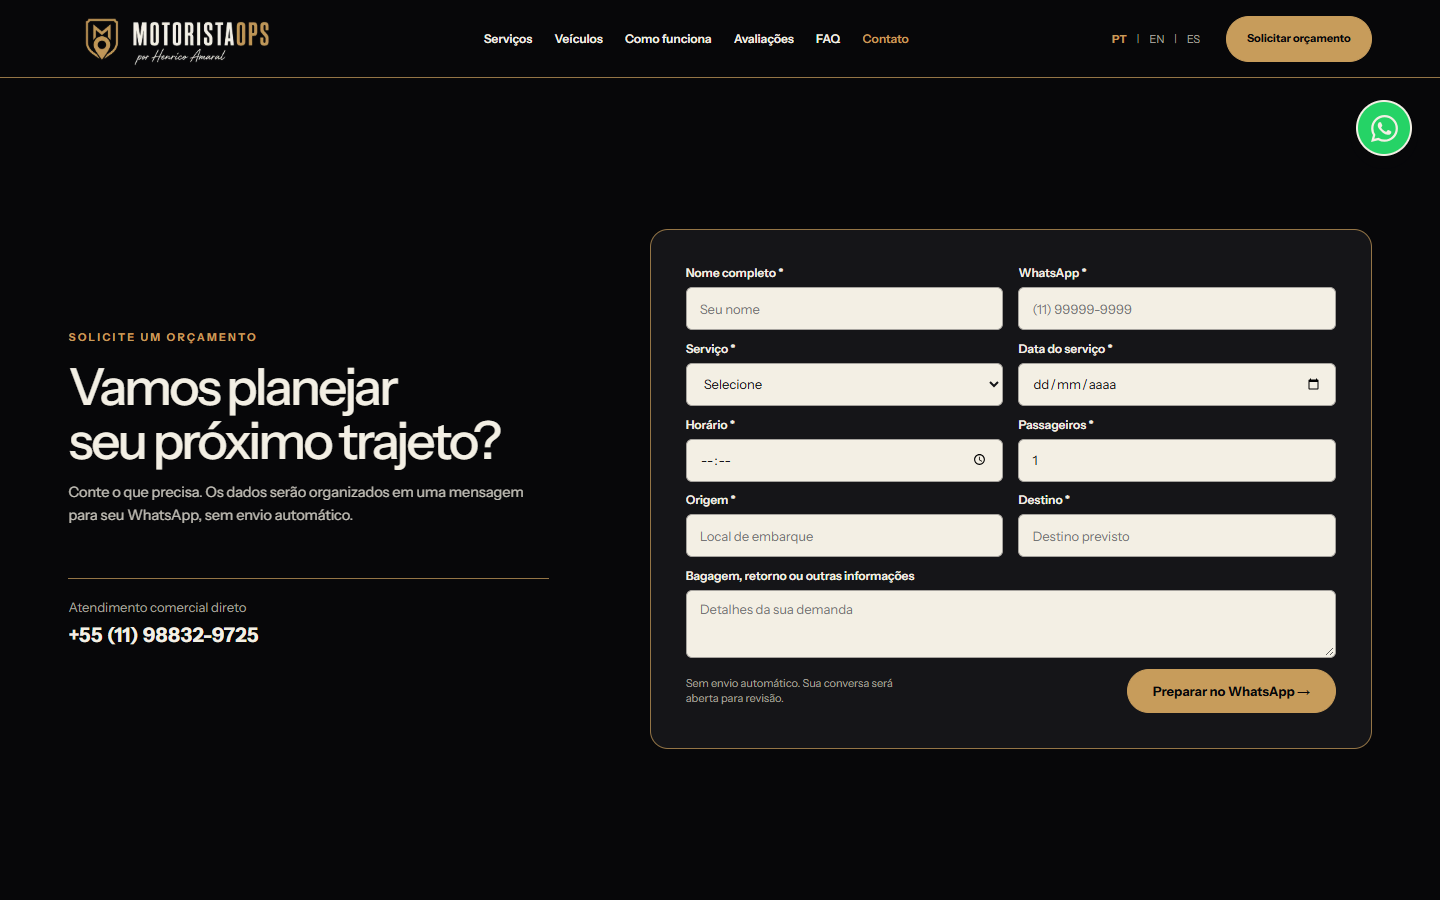 MOTORISTAOPS
por Henrico Amaral
Serviços
Veículos
Como funciona
Avaliações
FAQ
Contato
PT | EN | ES
Solicitar orçamento
SOLICITE UM ORÇAMENTO
Vamos planejar
seu próximo trajeto?
Conte o que precisa. Os dados serão organizados em uma mensagem
para seu WhatsApp, sem envio automático.
Atendimento comercial direto
+55 (11) 98832-9725
Nome completo *
Seu nome
WhatsApp *
(11) 99999-9999
Serviço *
Selecione
Data do serviço *
dd/mm/aaaa
Horário *
--:--
Passageiros *
1
Origem *
Local de embarque
Destino *
Destino previsto
Bagagem, retorno ou outras informações
Detalhes da sua demanda
Sem envio automático. Sua conversa será
aberta para revisão.
Preparar no WhatsApp →